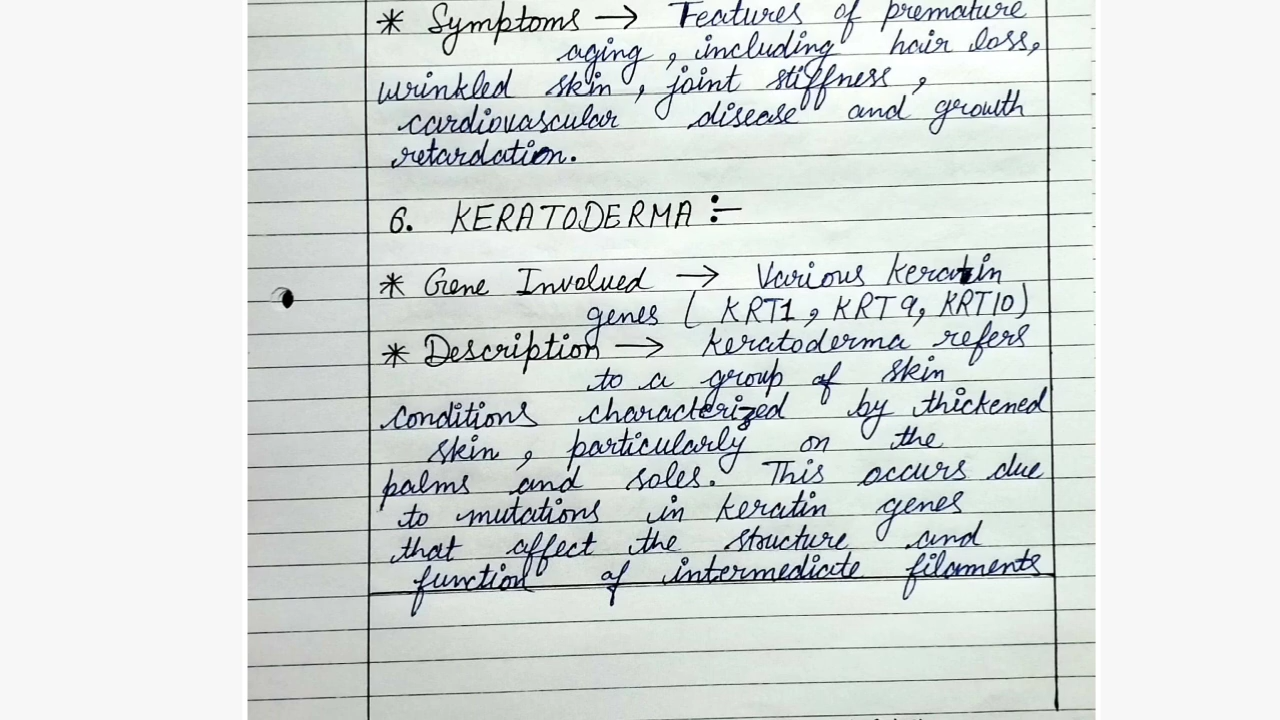 * Symptoms → Features of premature
aging, including hair loss,
wrinkled skin, joint stiffness,
cardiovascular disease and growth
retardation.
6. KERATODERMA :-
* Gene Involved → Various keratin
genes ( KRT1, KRT9, KRT10)
* Description → Keratoderma refers
to a group of skin
conditions characterized by thickened
skin, particularly on the
palms and soles. This occurs due
to mutations in keratin genes
that affect the structure and
function of intermediate filaments